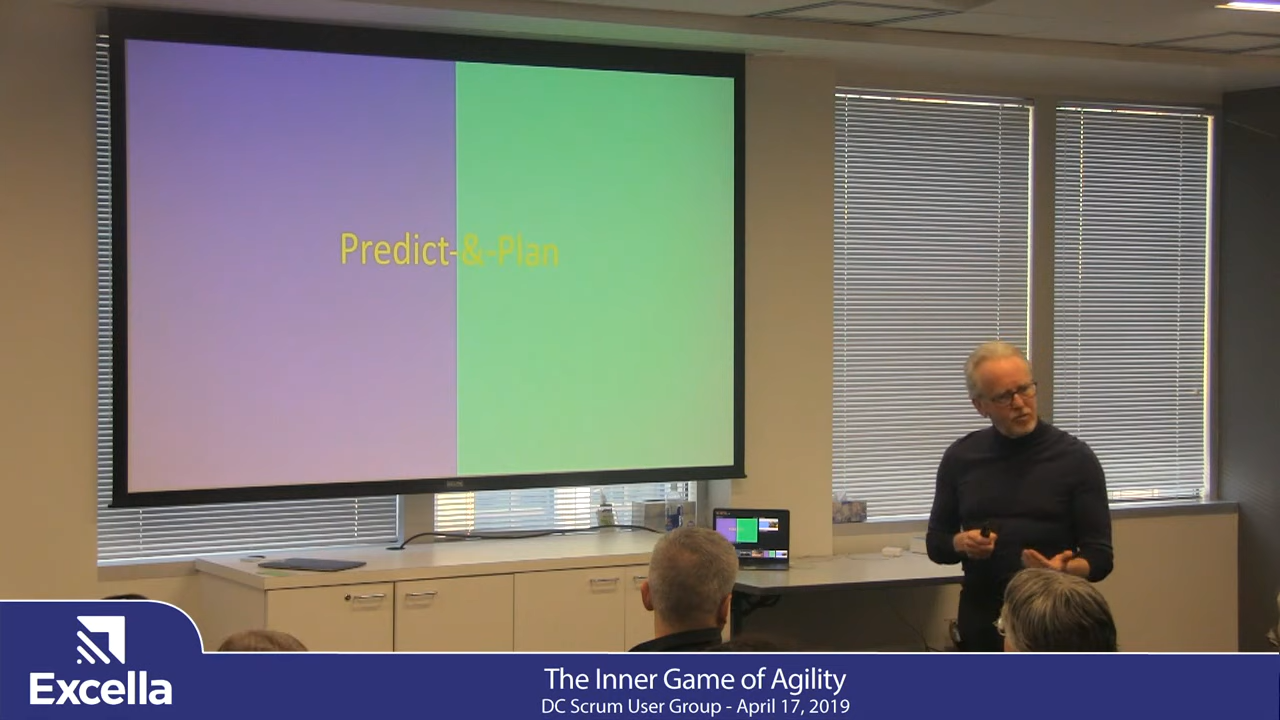 Predict-&-Plan
Excella
The Inner Game of Agility
DC Scrum User Group - April 17, 2019